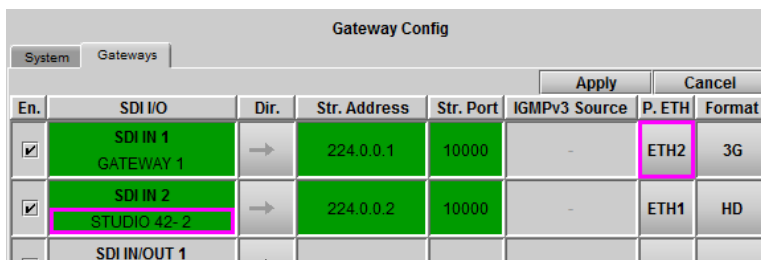 Gateway Config
System Gateways
Apply Cancel
En. SDI I/O Dir. Str. Address Str. Port IGMPv3 Source P. ETH Format
SDI IN 1
GATEWAY 1
224.0.0.1 10000 - ETH2 3G
SDI IN 2
STUDIO 42- 2
224.0.0.2 10000 - ETH1 HD
SDI IN/OUT 1